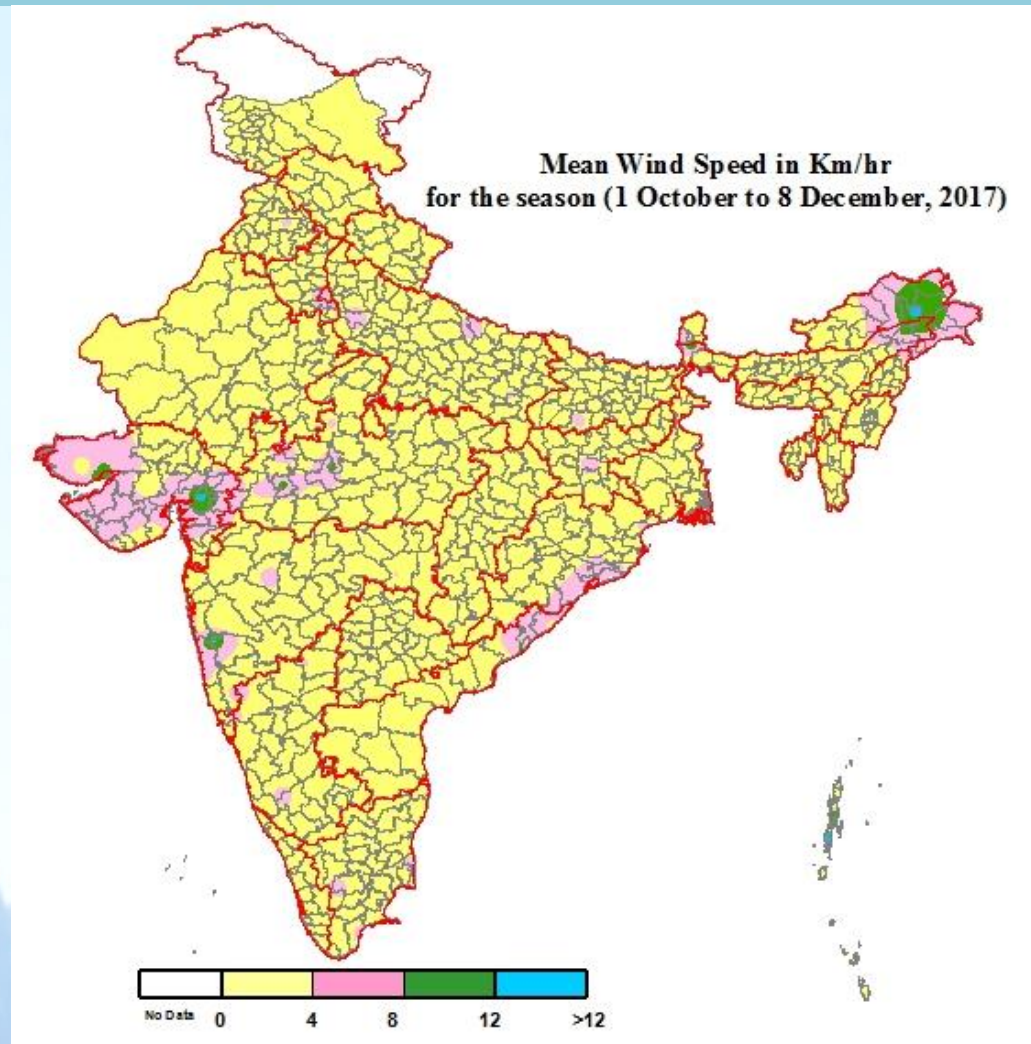 Mean Wind Speed in Km/hr
for the season (1 October to 8 December, 2017)
No Data 0 4 8 12 >12